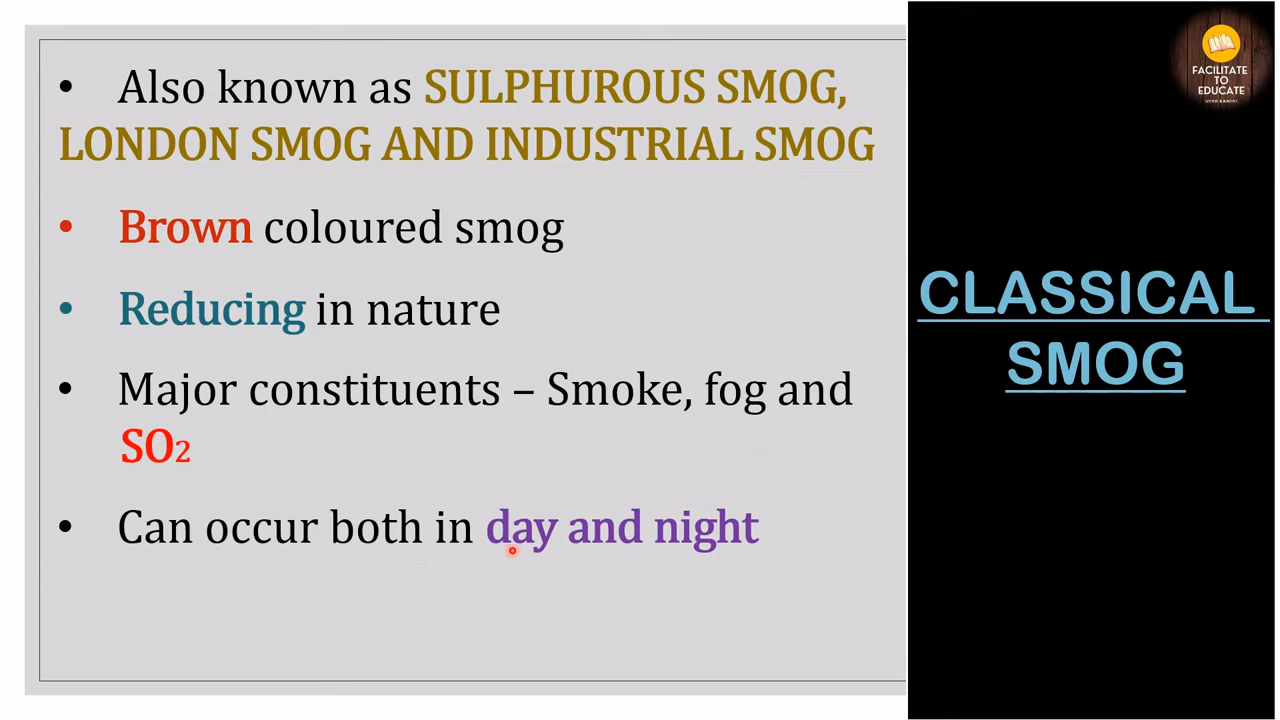 • Also known as SULPHUROUS SMOG,
LONDON SMOG AND INDUSTRIAL SMOG
• Brown coloured smog
• Reducing in nature
• Major constituents – Smoke, fog and
SO₂
• Can occur both in day and night
CLASSICAL
SMOG
FACILITATE
TO
EDUCATE